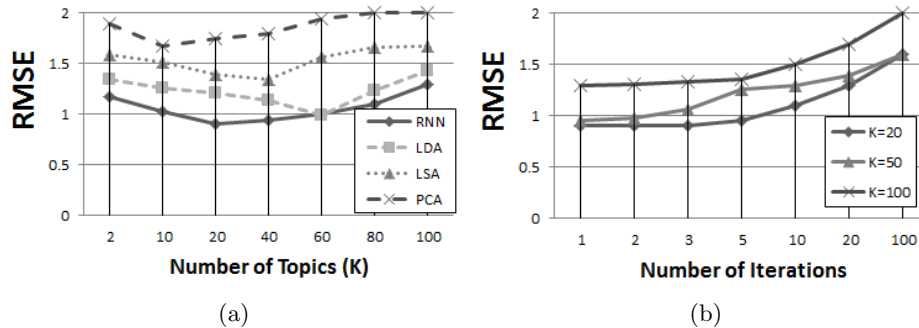 2
1.5
1
0.5
0
RMSE
2 10 20 40 60 80 100
Number of Topics (K)
RNN
LDA
LSA
PCA
(a)
2
1.5
1
0.5
0
RMSE
1 2 3 5 10 20 100
Number of Iterations
K=20
K=50
K=100
(b)